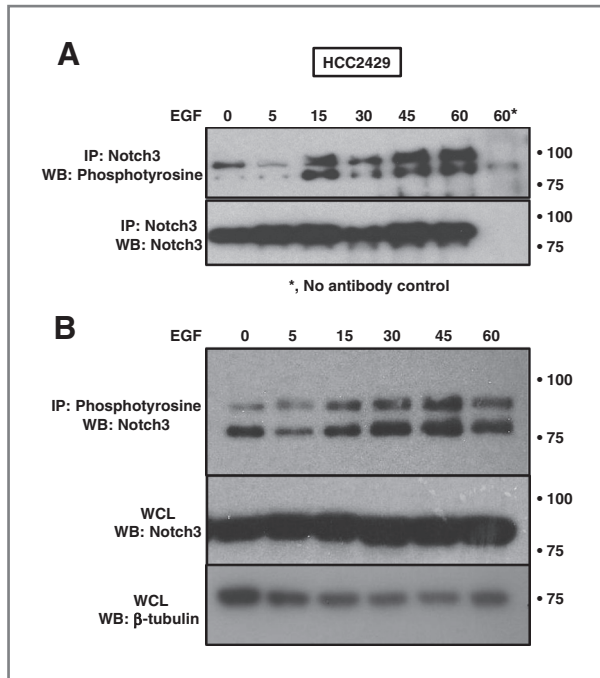 A
HCC2429
EGF 0 5 15 30 45 60 60*
IP: Notch3
WB: Phosphotyrosine
• 100
• 75
IP: Notch3
WB: Notch3
• 100
• 75
*, No antibody control
B
EGF 0 5 15 30 45 60
IP: Phosphotyrosine
WB: Notch3
• 100
• 75
WCL
WB: Notch3
• 100
• 75
WCL
WB: β-tubulin
• 75